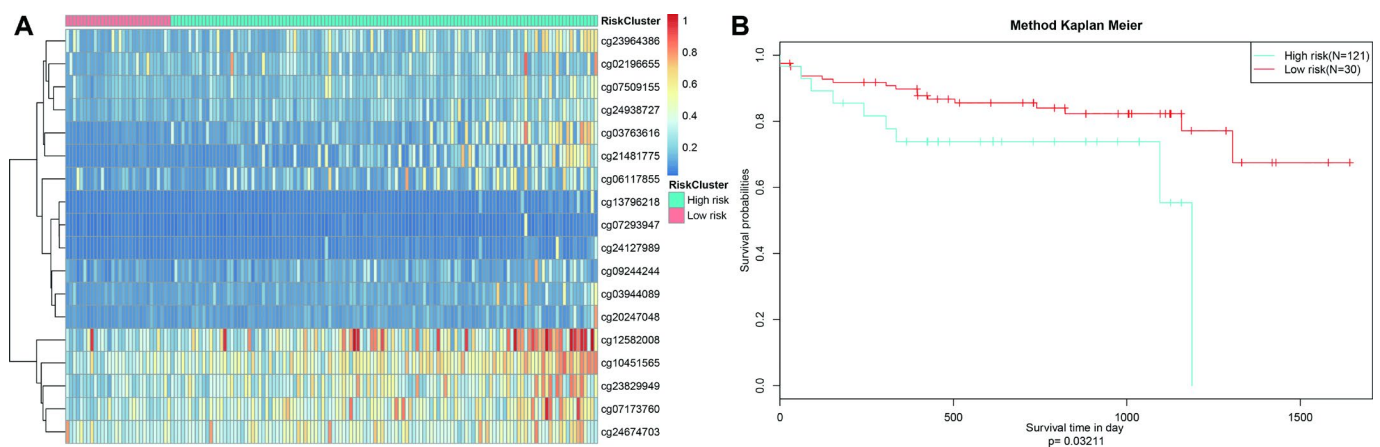 A
RiskCluster
cg23964386
cg02196655
cg07509155
cg24938727
cg03763616
cg21481775
cg06117855
cg13796218
cg07293947
cg24127989
cg09244244
cg03944089
cg20247048
cg12582008
cg10451565
cg23829949
cg07173760
cg24674703
1
0.8
0.6
0.4
0.2
RiskCluster
High risk
Low risk
B
Method Kaplan Meier
High risk(N=121)
Low risk(N=30)
Survival probabilities
1.0
0.8
0.6
0.4
0.2
0.0
0
500
1000
1500
Survival time in day
p= 0.03211